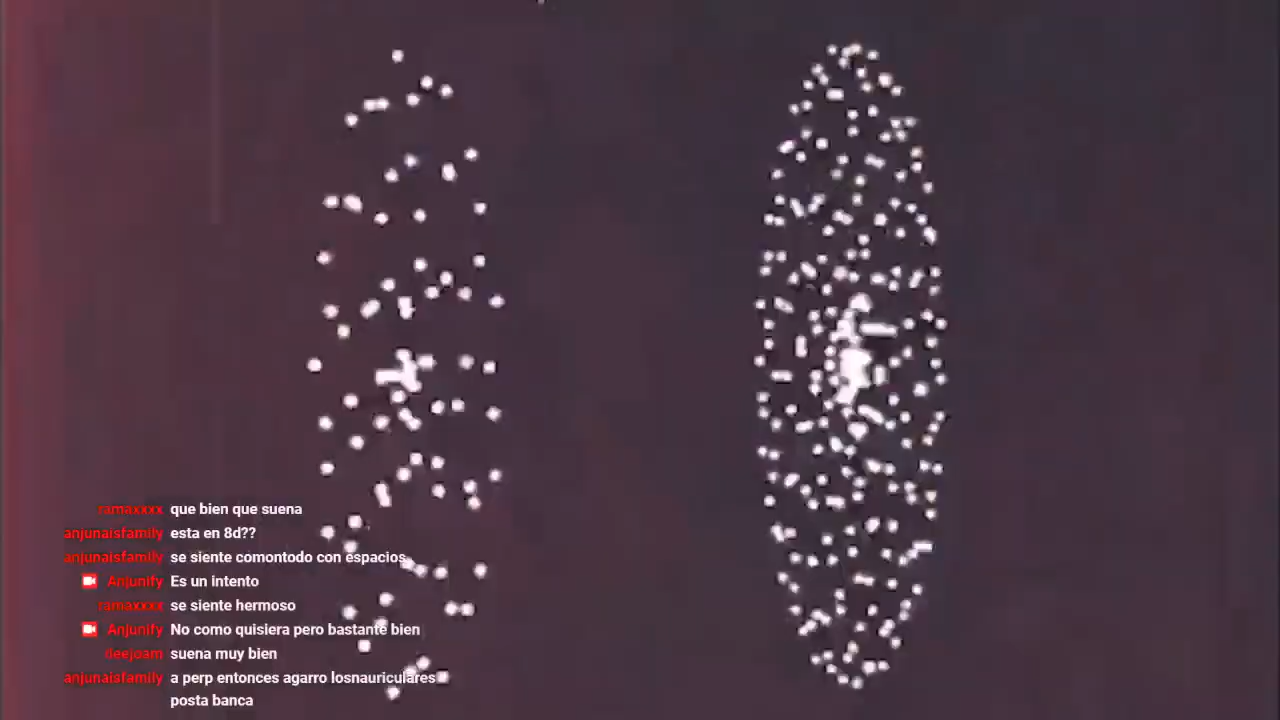 ramaxxxx que bien que suena
anjunaisfamily esta en 8d??
anjunaisfamily se siente comontodo con espacios
Anjunify Es un intento
ramaxxxx se siente hermoso
Anjunify No como quisiera pero bastante bien
deejoam suena muy bien
anjunaisfamily a perp entonces agarro losnauriculares
posta banca